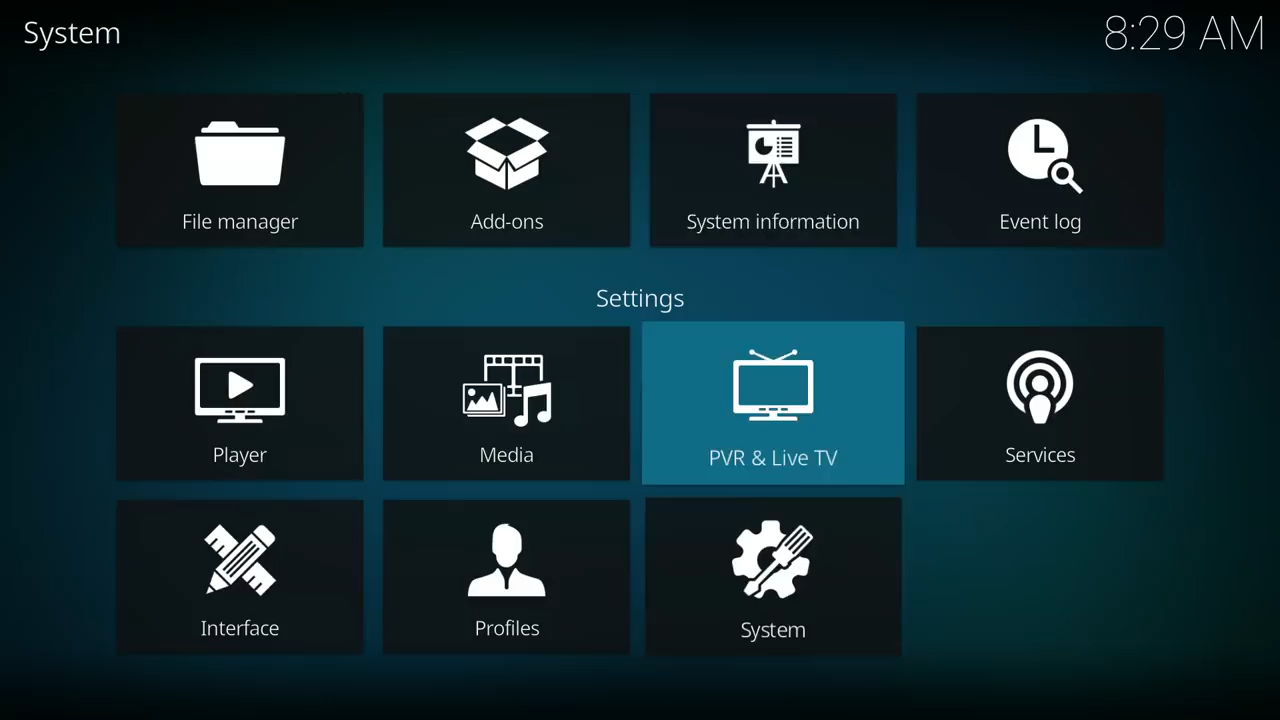 System
8:29 AM
File manager
Add-ons
System information
Event log
Settings
Player
Media
PVR & Live TV
Services
Interface
Profiles
System